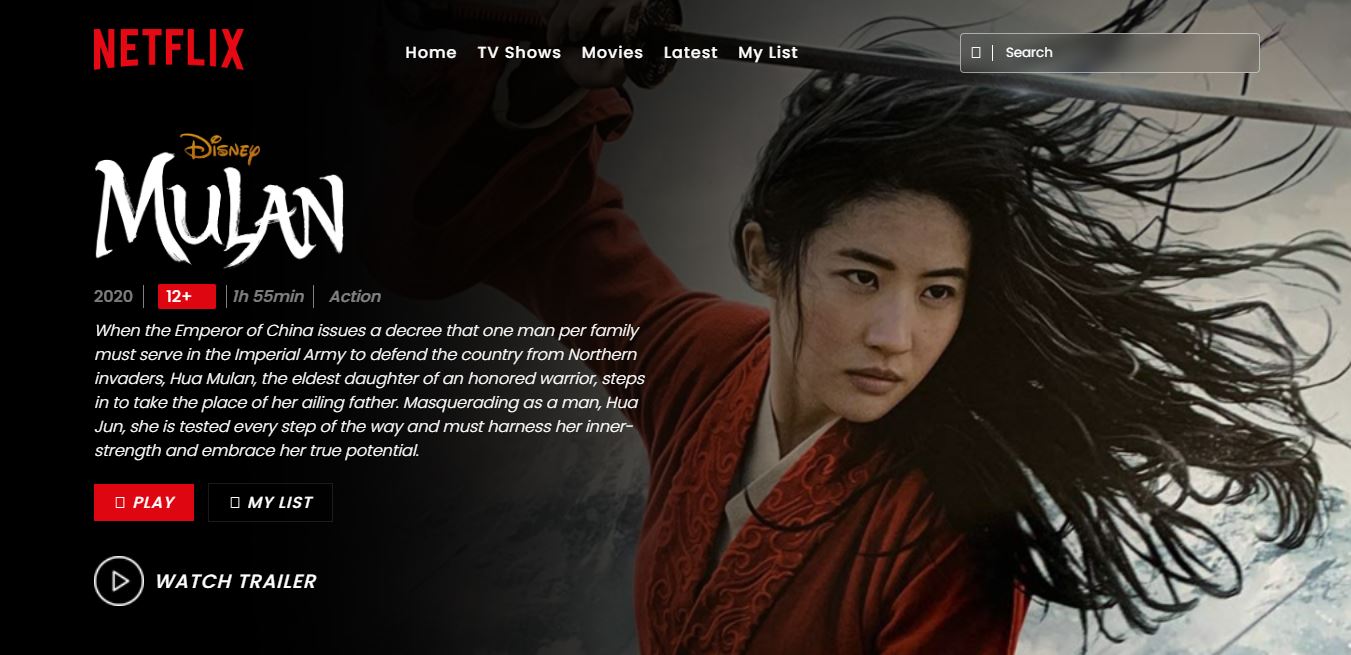 NETFLIX
Home TV Shows Movies Latest My List
Search
Disney
MULAN
2020 12+ 1h 55min Action
When the Emperor of China issues a decree that one man per family
must serve in the Imperial Army to defend the country from Northern
invaders, Hua Mulan, the eldest daughter of an honored warrior, steps
in to take the place of her ailing father. Masquerading as a man, Hua
Jun, she is tested every step of the way and must harness her inner-
strength and embrace her true potential.
PLAY MY LIST
WATCH TRAILER